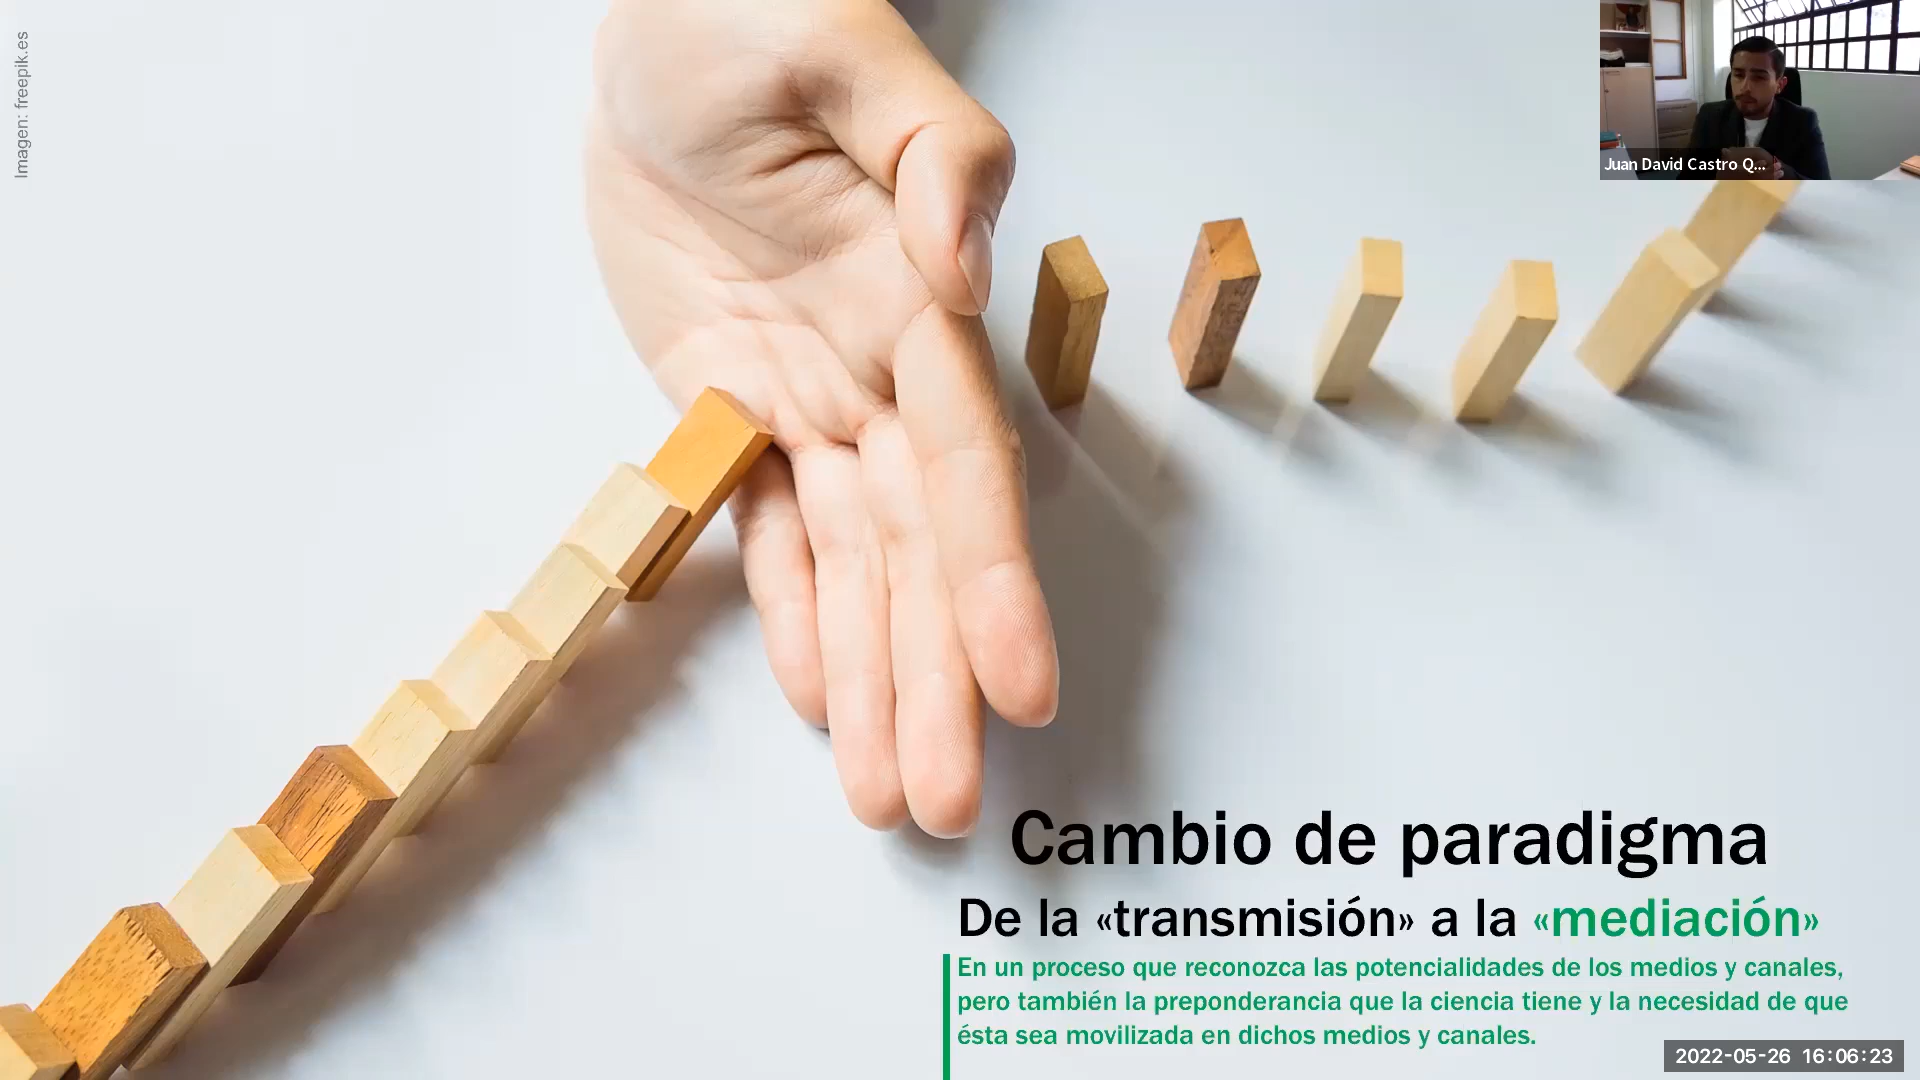 Imagen: freepik.es
Juan David Castro Q...
Cambio de paradigma
De la «transmisión» a la «mediación»
En un proceso que reconozca las potencialidades de los medios y canales,
pero también la preponderancia que la ciencia tiene y la necesidad de que
ésta sea movilizada en dichos medios y canales.
2022-05-26 16:06:23